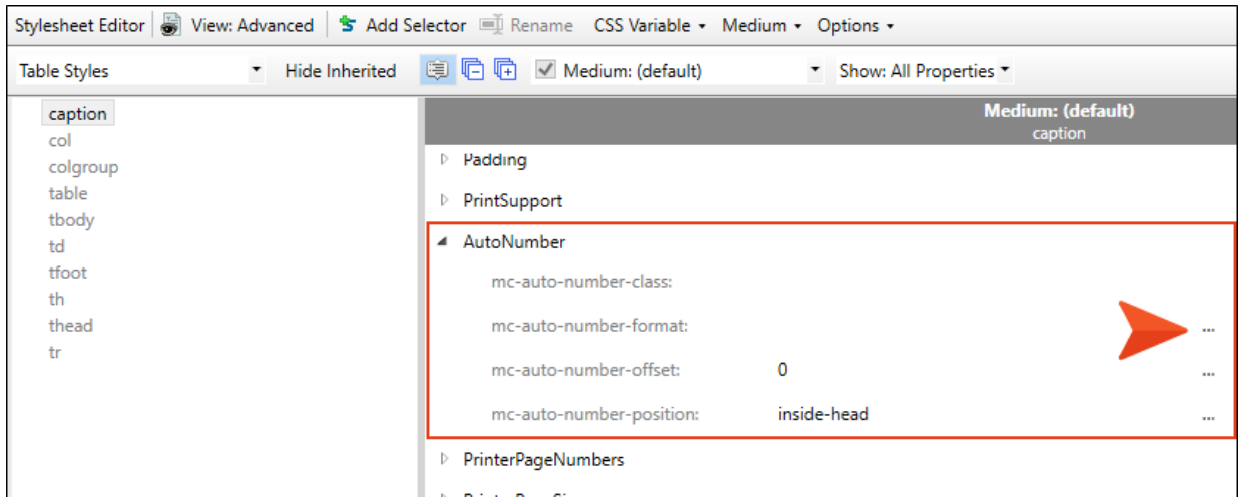 Stylesheet Editor View: Advanced Add Selector Rename CSS Variable Medium Options
Table Styles Hide Inherited Medium: (default) Show: All Properties
caption
col
colgroup
table
tbody
td
tfoot
th
thead
tr
Medium: (default)
caption
Padding
PrintSupport
AutoNumber
mc-auto-number-class:
mc-auto-number-format: ...
mc-auto-number-offset: 0 ...
mc-auto-number-position: inside-head ...
PrinterPageNumbers